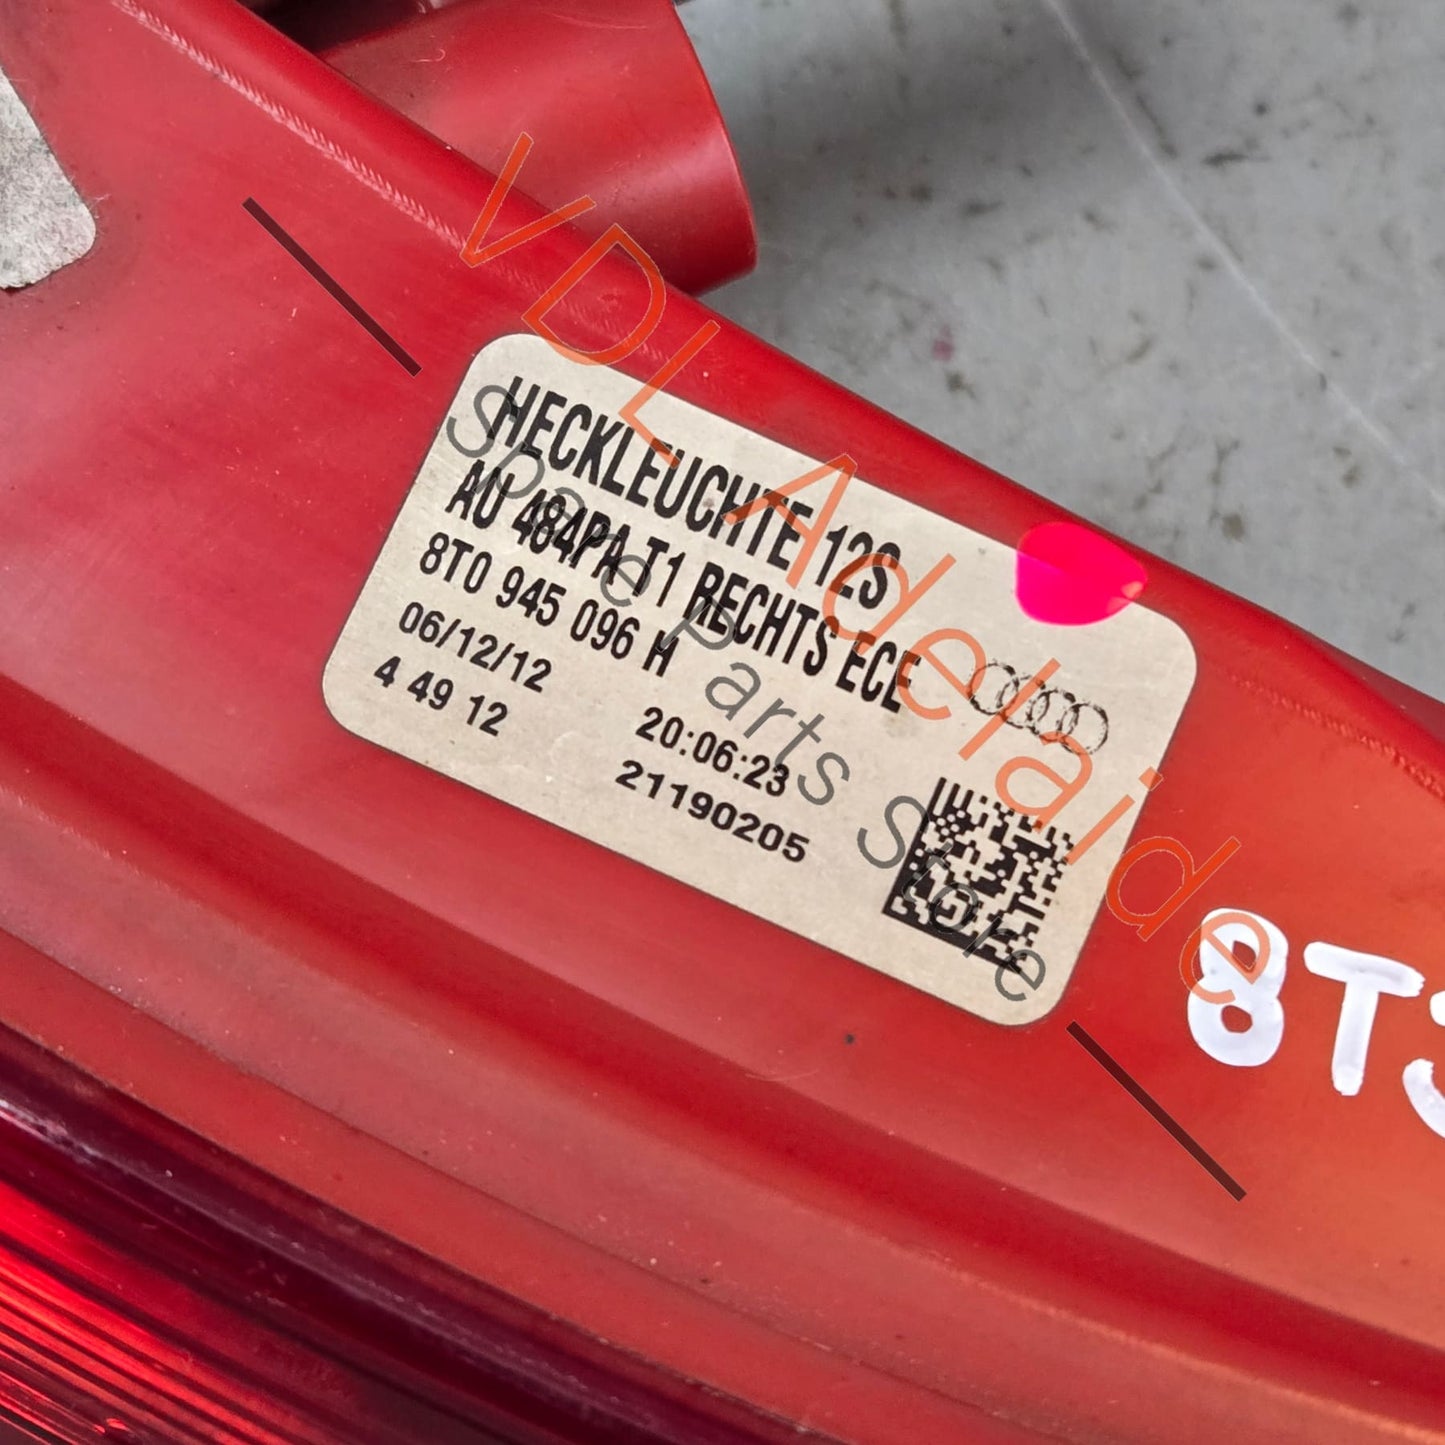 HECKLEUCHTE 12S
AU 484PA T1 RECHTS ECE
8T0 945 096 H
06/12/12 20:06:23
4 49 12 21190205
8T3
VDL Adelaide
Spare Parts Store